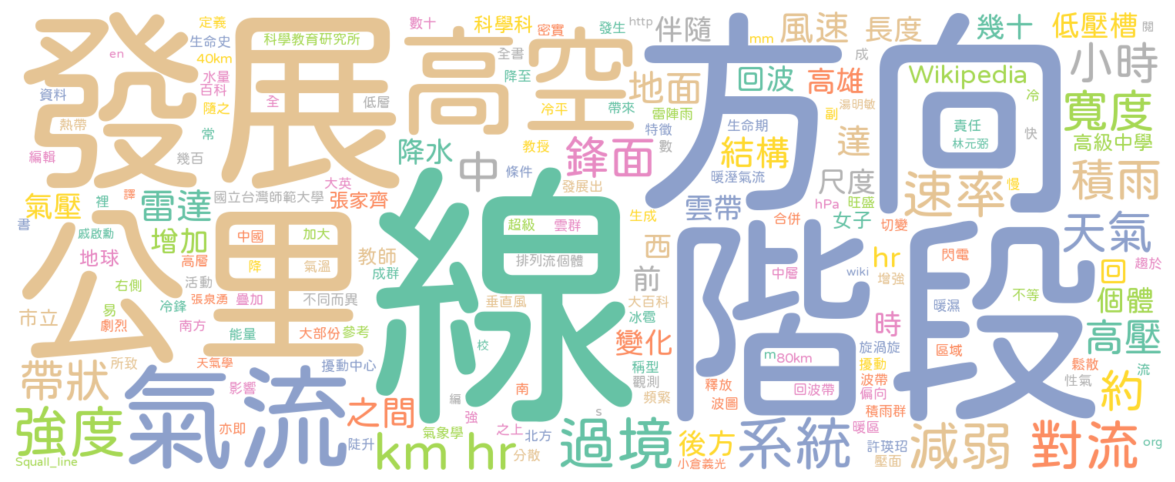 發展
高空
方向
線
階段
公里
氣流
定義
數十
科學科
密實
發生
http
伴隨
mm
風速
長度
幾十
低壓槽
閱
en
生命史
科學教育研究所
40km
水量
百科
全書
降至
地面
回波
高雄
成
湯明敏
Wikipedia
小時
資料
隨之
全
低層
冷平
帶來
雷陣雨
副
冷
寬度
熱帶
常
教授
特徵
生命期
責任
快
高級中學
編輯
幾百
降水
中
條件
鋒面
數
結構
達
林元弼
暖溼氣流
大英
發展出
尺度
積雨
氣壓
裡
譯
雷達
國立台灣師範大學
張家齊
雲帶
hPa
旺盛
速率
慢
書
戚啟勳
增加
中國
加大
超級
雲群
生成
合併
女子
切變
天氣
地球
高層
降
氣溫
教師
成群
排列流個體
西
前
中層
wiki
hr
增強
閃電
趨於
回
右側
活動
張泉湧
疊加
不同而異
垂直風
大百科
暖濕
不等
個體
市立
易
冷鋒
劇烈
南方
能量
大部份
參考
冰雹
時
高壓
所致
天氣學
擾動中心
校
變化
稱型
m
80km
旋渦旋
擾動
區域
鬆散
流
帶狀
影響
南
觀測
頻繁
釋放
回波帶
波帶
偏向
性氣
約
強度
亦即
之間
編
強
s
波圖
積雨群
氣象學
之上
北方
過境
後方
系統
暖區
許瑛玿
減弱
對流
org
Squall_line
陡升
km hr
分散
小倉義光
壓面